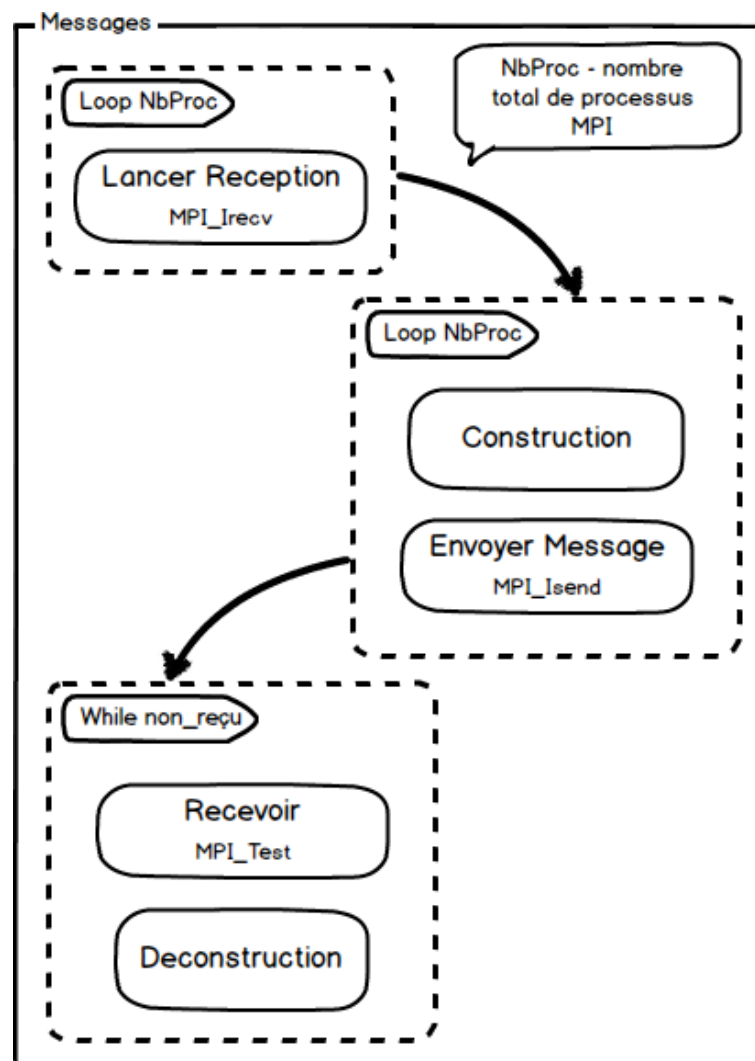 Messages
Loop NbProc
NbProc - nombre
total de processus
MPI
Lancer Reception
MPI_Irecv
Loop NbProc
Construction
Envoyer Message
MPI_Isend
While non_reçu
Recevoir
MPI_Test
Deconstruction